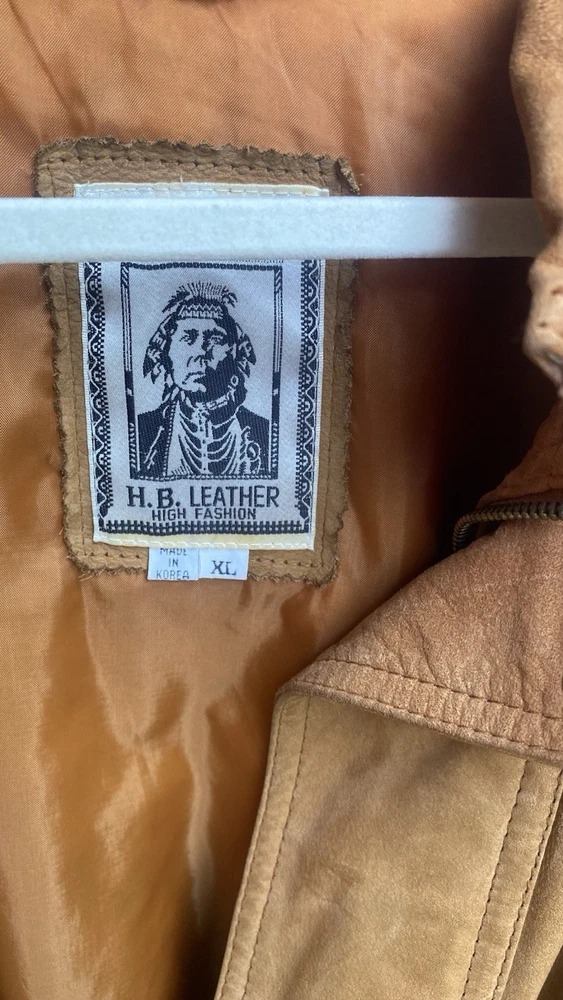 H.B. LEATHER
HIGH FASHION
MADE
IN
KOREA
XL